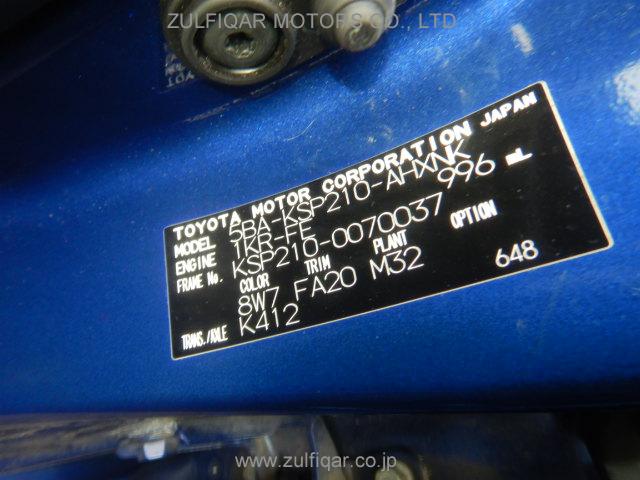 ZULFIQAR MOTORS CO., LTD.
TOYOTA MOTOR CORPORATION JAPAN
MODEL 5BA-KSP210-AHXNK
ENGINE 1KR-FE 996 mL
FRAME No. KSP210-0070037
COLOR TRIM PLANT OPTION
8W7 FA20 M32 648
TRANS./AXLE K412
www.zulfiqar.co.jp